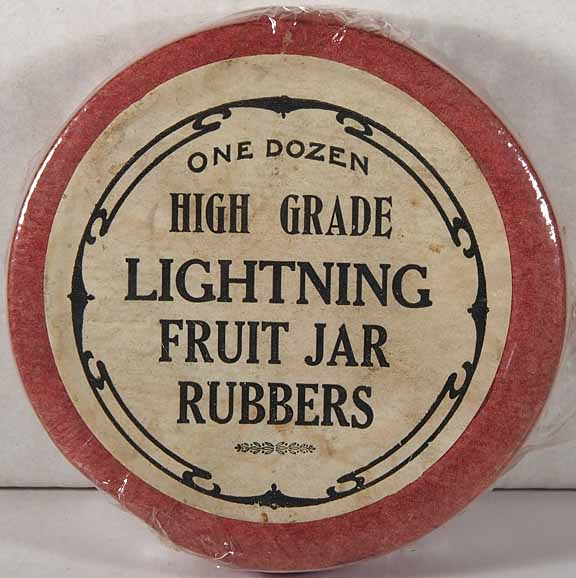 ONE DOZEN
HIGH GRADE
LIGHTNING
FRUIT JAR
RUBBERS